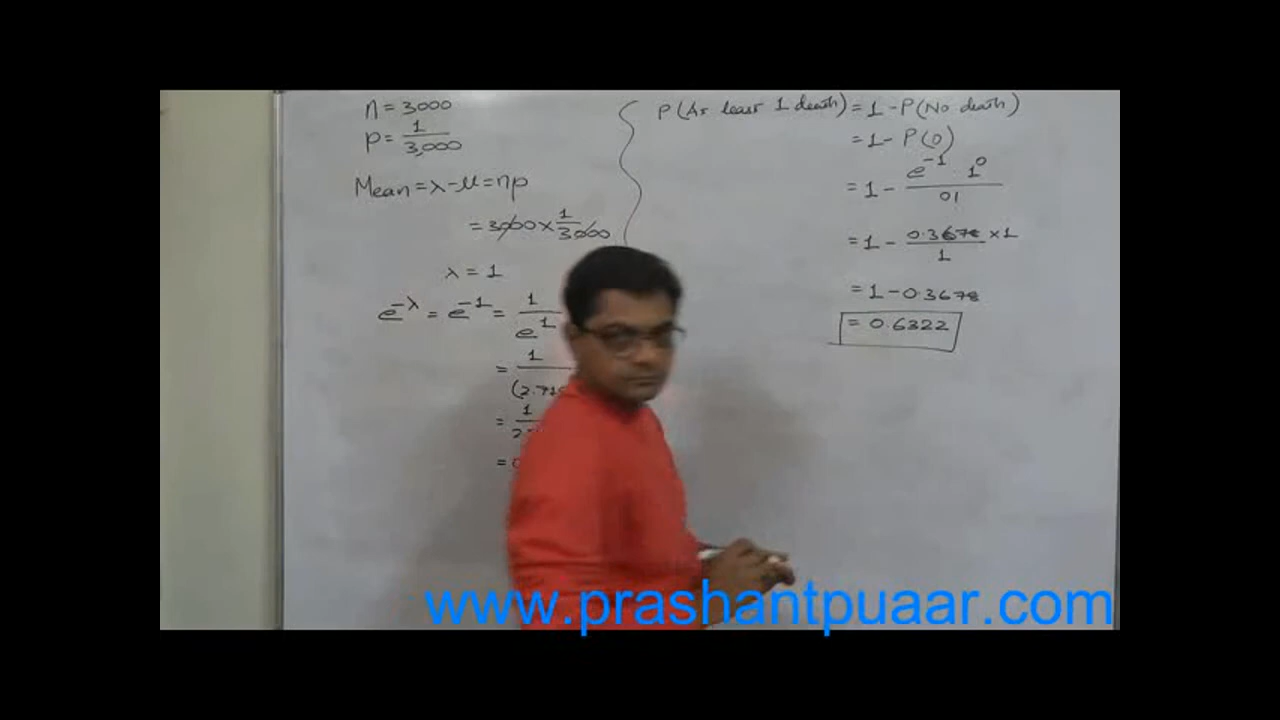 n = 3000
p = 1/3,000
Mean = λ - μ = np
= 3000 × 1/3000
λ = 1
e^-λ = e^-1 = 1/e^1
= 1
= 1
P(At least 1 death) = 1 - P(No death)
= 1 - P(0)
= 1 - e^-1 1^0 / 0!
= 1 - 0.3678 × 1 / 1
= 1 - 0.3678
= 0.6322
www.prashantpuaar.com